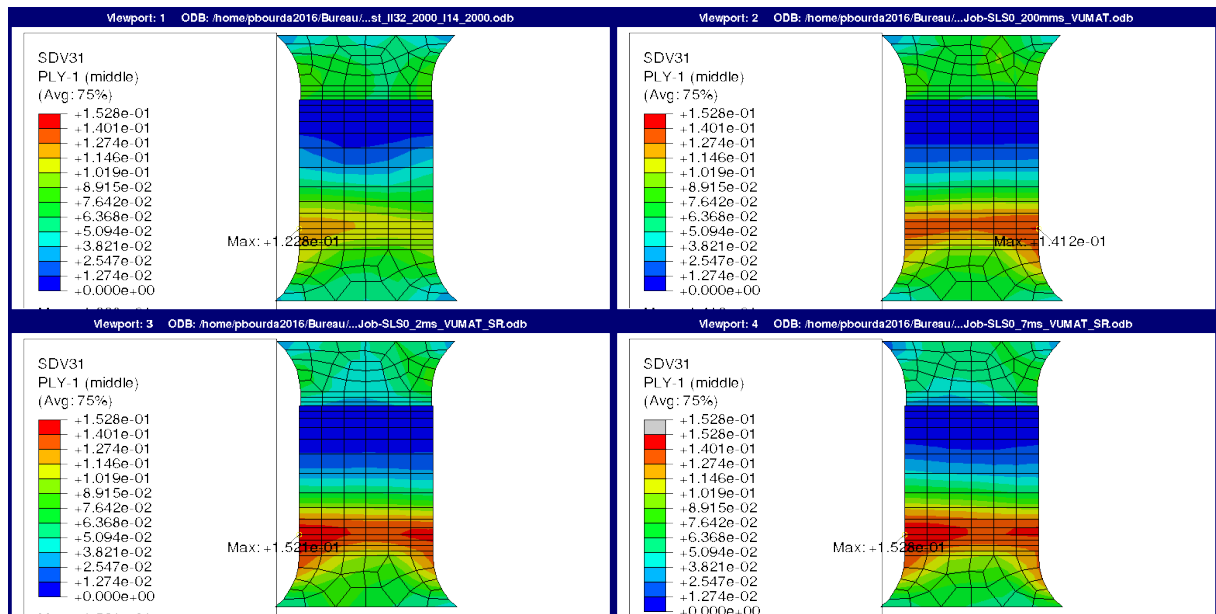 Viewport: 1 ODB: /home/pbourda2016/Bureau/...st_II32_2000_I14_2000.odb
SDV31
PLY-1 (middle)
(Avg: 75%)
+1.528e-01
+1.401e-01
+1.274e-01
+1.146e-01
+1.019e-01
+8.915e-02
+7.642e-02
+6.368e-02
+5.094e-02
+3.821e-02
+2.547e-02
+1.274e-02
+0.000e+00
Max: +1.228e-01
Viewport: 2 ODB: /home/pbourda2016/Bureau/...Job-SLS0_200mms_VUMAT.odb
SDV31
PLY-1 (middle)
(Avg: 75%)
+1.528e-01
+1.401e-01
+1.274e-01
+1.146e-01
+1.019e-01
+8.915e-02
+7.642e-02
+6.368e-02
+5.094e-02
+3.821e-02
+2.547e-02
+1.274e-02
+0.000e+00
Max: +1.412e-01
Viewport: 3 ODB: /home/pbourda2016/Bureau/...Job-SLS0_2ms_VUMAT_SR.odb
SDV31
PLY-1 (middle)
(Avg: 75%)
+1.528e-01
+1.401e-01
+1.274e-01
+1.146e-01
+1.019e-01
+8.915e-02
+7.642e-02
+6.368e-02
+5.094e-02
+3.821e-02
+2.547e-02
+1.274e-02
+0.000e+00
Max: +1.521e-01
Viewport: 4 ODB: /home/pbourda2016/Bureau/...Job-SLS0_7ms_VUMAT_SR.odb
SDV31
PLY-1 (middle)
(Avg: 75%)
+1.528e-01
+1.528e-01
+1.401e-01
+1.274e-01
+1.146e-01
+1.019e-01
+8.915e-02
+7.642e-02
+6.368e-02
+5.094e-02
+3.821e-02
+2.547e-02
+1.274e-02
+0.000e+00
Max: +1.528e-01